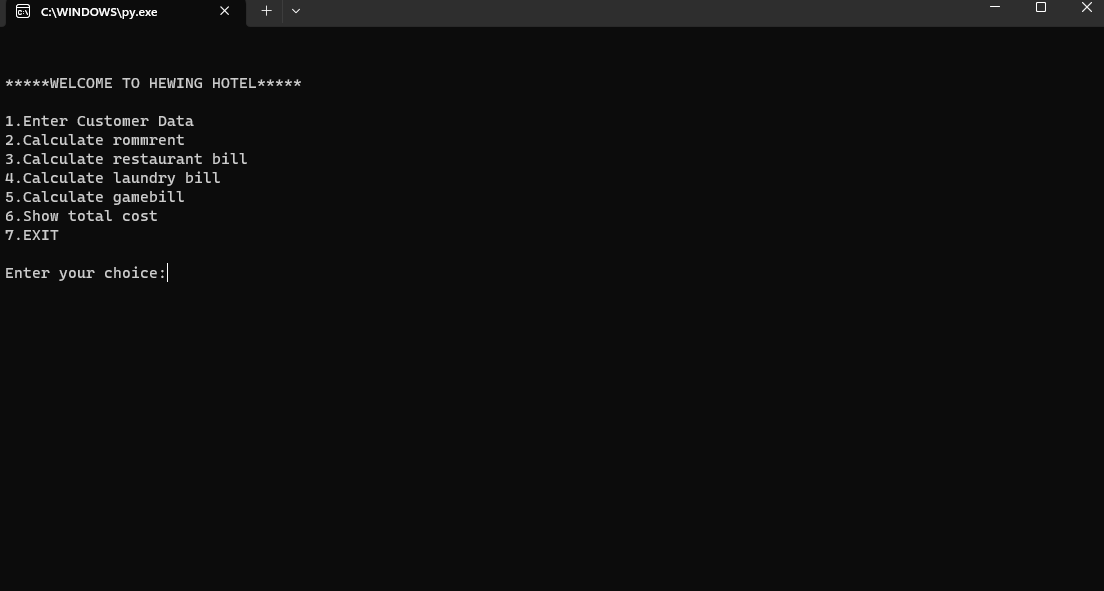 C:\WINDOWS\py.exe
*****WELCOME TO HEWING HOTEL*****
1.Enter Customer Data
2.Calculate rommrent
3.Calculate restaurant bill
4.Calculate laundry bill
5.Calculate gamebill
6.Show total cost
7.EXIT
Enter your choice: